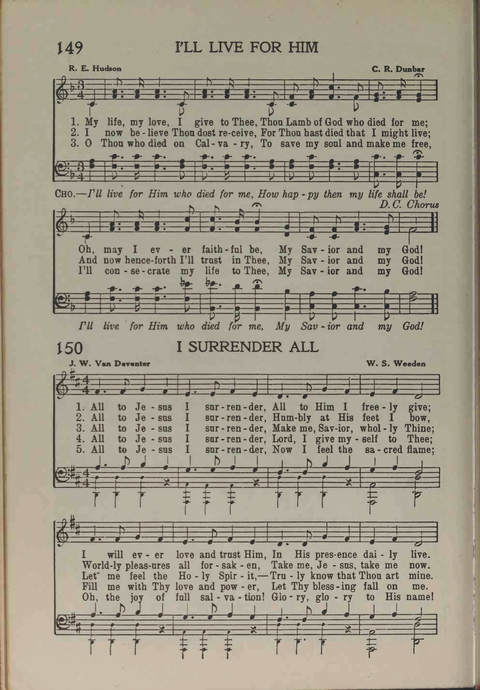 149 I'LL LIVE FOR HIM
R. E. Hudson C. R. Dunbar
1. My life, my love, I give to Thee, Thou Lamb of God who died for me;
2. I now be - lieve Thou dost re - ceive, For Thou hast died that I might live;
3. O Thou who died on Cal - va - ry, To save my soul and make me free,
CHO.—I'll live for Him who died for me, How hap - py then my life shall be!
D. C. Chorus
Oh, may I ev - er faith - ful be, My Sav - ior and my God!
And now hence-forth I'll trust in Thee, My Sav - ior and my God!
I'll con - se - crate my life to Thee, My Sav - ior and my God!
I'll live for Him who died for me, My Sav - ior and my God!
150 I SURRENDER ALL
J. W. Van Deventer W. S. Weeden
1. All to Je - sus I sur - ren - der, All to Him I free - ly give;
2. All to Je - sus I sur - ren - der, Hum - bly at His feet I bow,
3. All to Je - sus I sur - ren - der, Make me, Sav - ior, whol - ly Thine;
4. All to Je - sus I sur - ren - der, Lord, I give my - self to Thee;
5. All to Je - sus I sur - ren - der, Now I feel the sa - cred flame;
I will ev - er love and trust Him, In His pres - ence dai - ly live.
World - ly pleas - ures all for - sak - en, Take me, Je - sus, take me now.
Let me feel the Ho - ly Spir - it,— Tru - ly know that Thou art mine.
Fill me with Thy love and pow - er, Let Thy bless - ing fall on me.
Oh, the joy of full sal - va - tion! Glo - ry, glo - ry to His name!